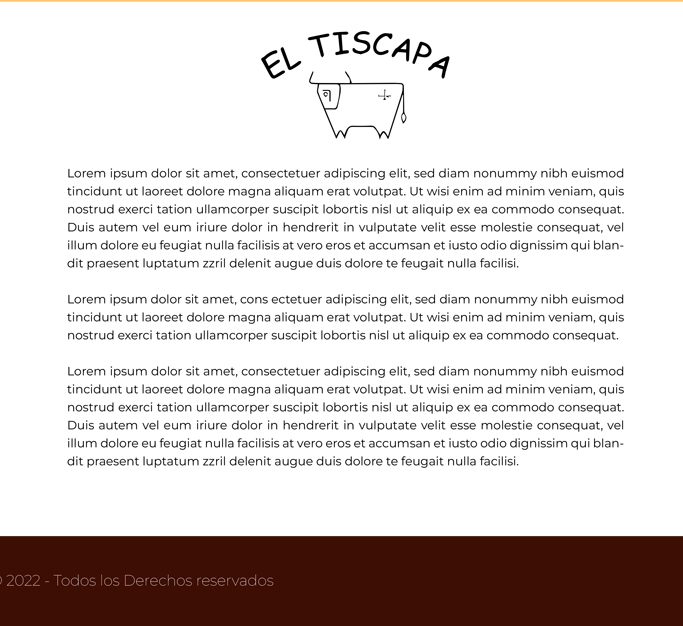 EL TISCAPA
Lorem ipsum dolor sit amet, consectetuer adipiscing elit, sed diam nonummy nibh euismod
tincidunt ut laoreet dolore magna aliquam erat volutpat. Ut wisi enim ad minim veniam, quis
nostrud exerci tation ullamcorper suscipit lobortis nisl ut aliquip ex ea commodo consequat.
Duis autem vel eum iriure dolor in hendrerit in vulputate velit esse molestie consequat, vel
illum dolore eu feugiat nulla facilisis at vero eros et accumsan et iusto odio dignissim qui blan-
dit praesent luptatum zzril delenit augue duis dolore te feugait nulla facilisi.
Lorem ipsum dolor sit amet, cons ectetuer adipiscing elit, sed diam nonummy nibh euismod
tincidunt ut laoreet dolore magna aliquam erat volutpat. Ut wisi enim ad minim veniam, quis
nostrud exerci tation ullamcorper suscipit lobortis nisl ut aliquip ex ea commodo consequat.
Lorem ipsum dolor sit amet, consectetuer adipiscing elit, sed diam nonummy nibh euismod
tincidunt ut laoreet dolore magna aliquam erat volutpat. Ut wisi enim ad minim veniam, quis
nostrud exerci tation ullamcorper suscipit lobortis nisl ut aliquip ex ea commodo consequat.
Duis autem vel eum iriure dolor in hendrerit in vulputate velit esse molestie consequat, vel
illum dolore eu feugiat nulla facilisis at vero eros et accumsan et iusto odio dignissim qui blan-
dit praesent luptatum zzril delenit augue duis dolore te feugait nulla facilisi.
© 2022 - Todos los Derechos reservados